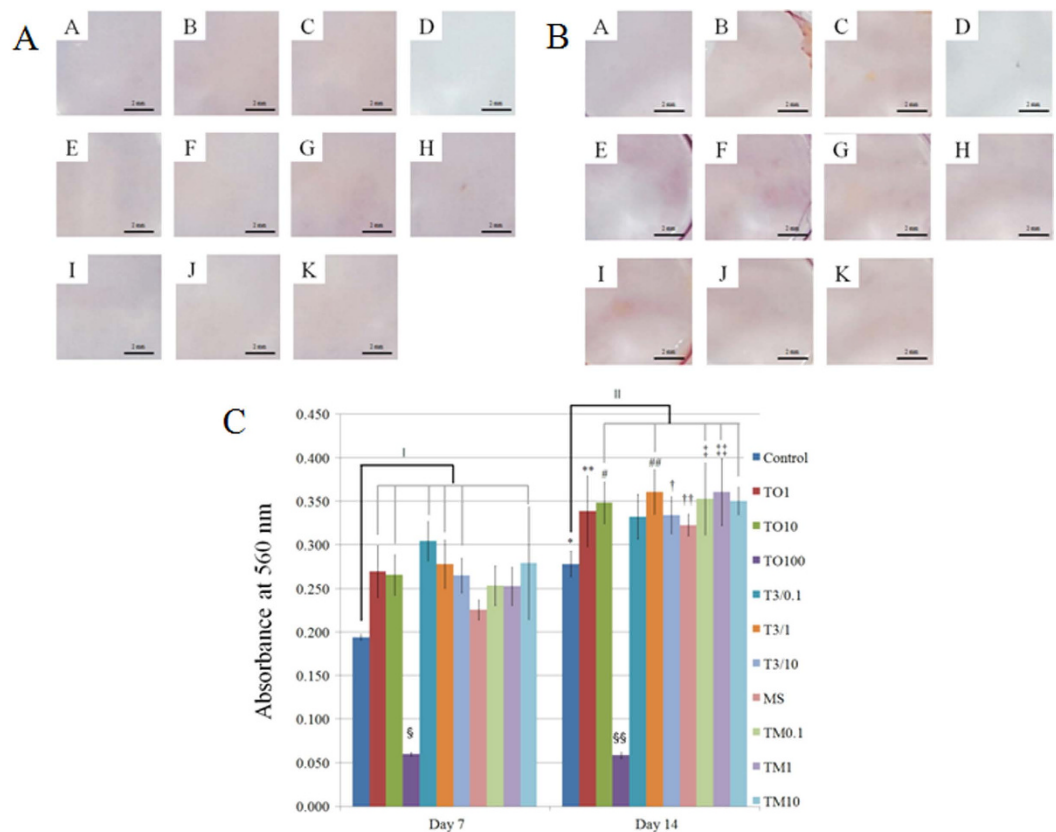 A
A B C D
2 mm 2 mm 2 mm 2 mm
E F G H
2 mm 2 mm 2 mm 2 mm
I J K
2 mm 2 mm 2 mm
B
A B C D
2 mm 2 mm 2 mm 2 mm
E F G H
2 mm 2 mm 2 mm 2 mm
I J K
2 mm 2 mm 2 mm
C
Absorbance at 560 nm
0.450
0.400
0.350
0.300
0.250
0.200
0.150
0.100
0.050
0.000
I
II
§
*
**
#
§§
##
†
††
‡
‡‡
Day 7 Day 14
Control
TO1
TO10
TO100
T3/0.1
T3/1
T3/10
MS
TM0.1
TM1
TM10